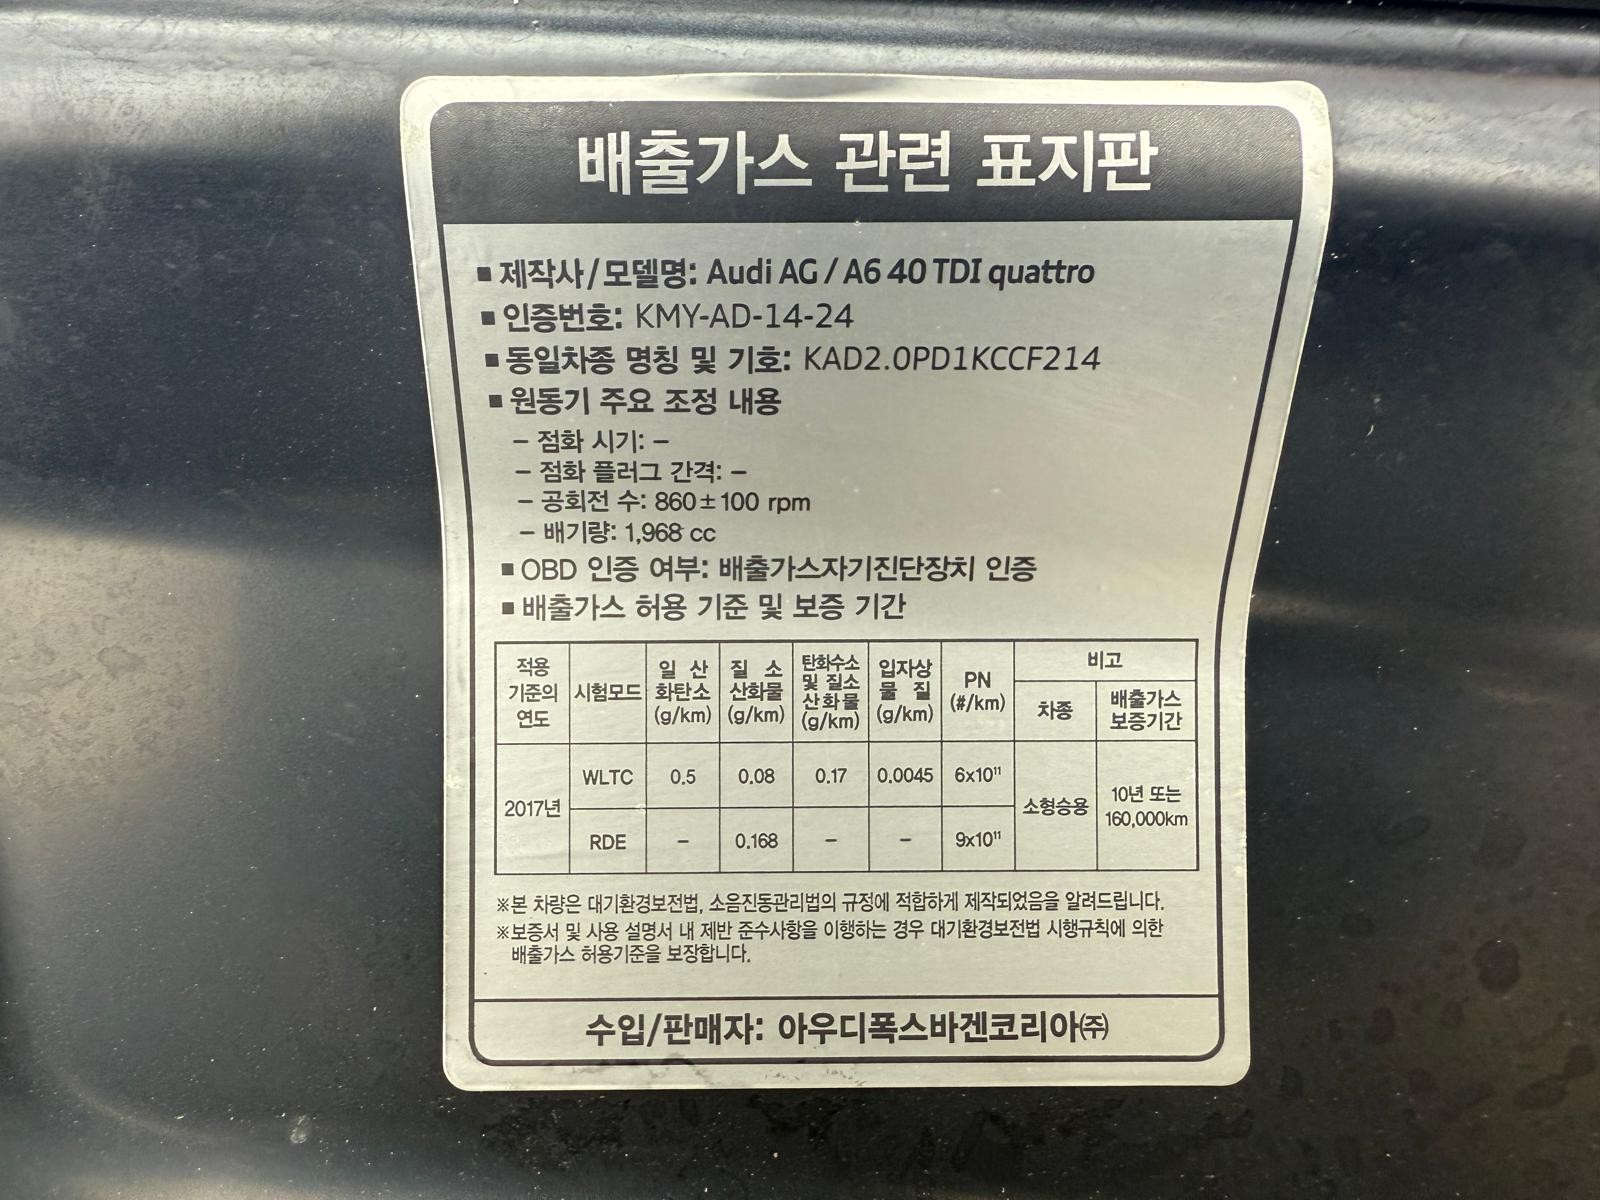 배출가스 관련 표지판
■ 제작사/모델명: Audi AG / A6 40 TDI quattro
■ 인증번호: KMY-AD-14-24
■ 동일차종 명칭 및 기호: KAD2.0PD1KCCF214
■ 원동기 주요 조정 내용
– 점화 시기: –
– 점화 플러그 간격: –
– 공회전 수: 860±100 rpm
– 배기량: 1,968 cc
■ OBD 인증 여부: 배출가스자기진단장치 인증
■ 배출가스 허용 기준 및 보증 기간
적용 기준의 연도 시험모드 일산화탄소 (g/km) 질소산화물 (g/km) 탄화수소 및 질소산화물 (g/km) 입자상물질 (g/km) PN (#/km) 비고
차종 배출가스 보증기간
2017년 WLTC 0.5 0.08 0.17 0.0045 6x10¹¹ 소형승용 10년 또는 160,000km
RDE – 0.168 – – 9x10¹¹
※본 차량은 대기환경보전법, 소음진동관리법의 규정에 적합하게 제작되었음을 알려드립니다.
※보증서 및 사용 설명서 내 제반 준수사항을 이행하는 경우 대기환경보전법 시행규칙에 의한
배출가스 허용기준을 보장합니다.
수입/판매자: 아우디폭스바겐코리아㈜